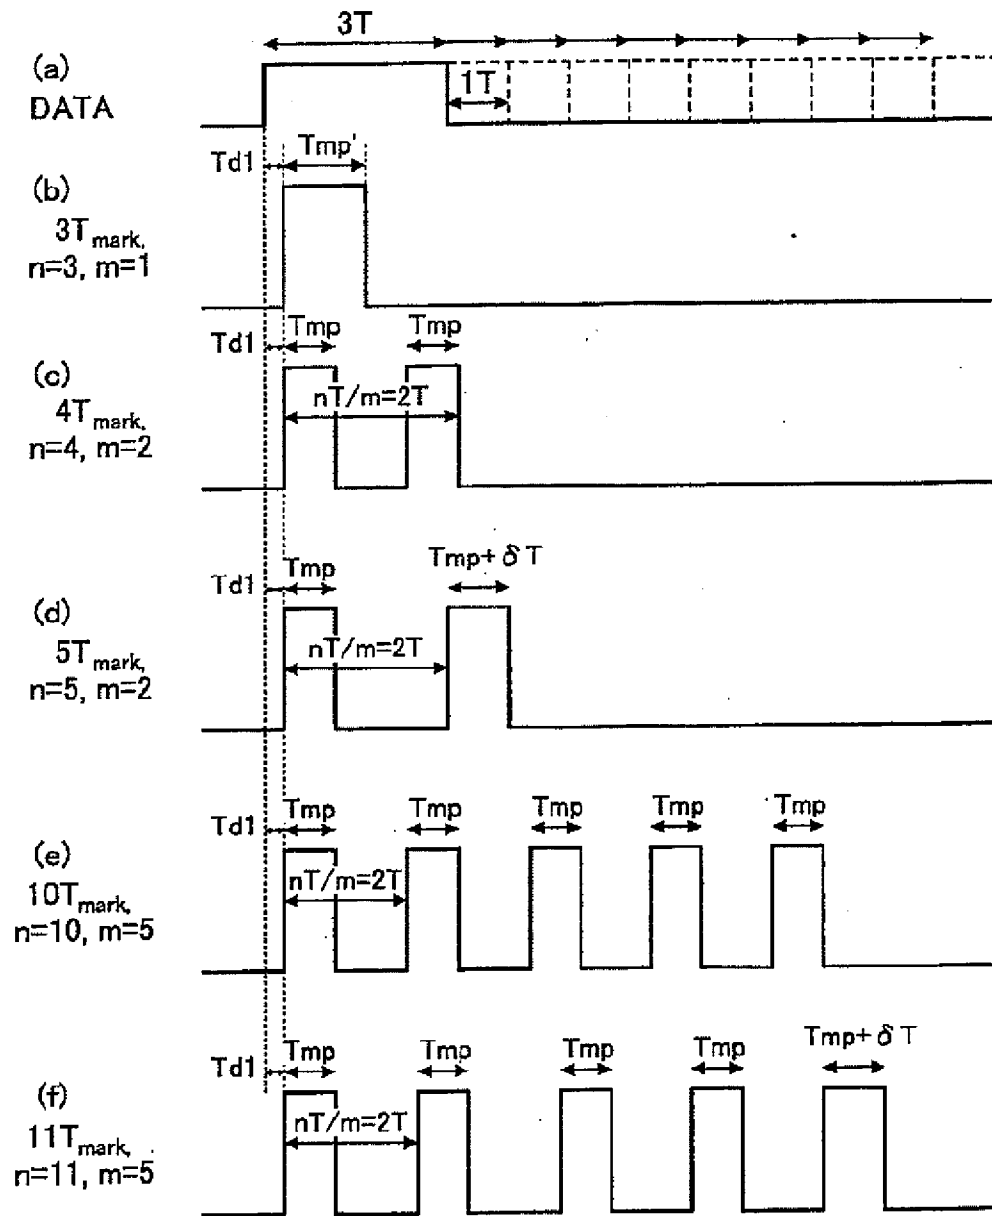 3T
(a)
DATA
1T
Td1 Tmp'
(b)
3Tmark,
n=3, m=1
Td1 Tmp Tmp
(c)
nT/m=2T
4Tmark,
n=4, m=2
Td1 Tmp Tmp+δT
(d)
nT/m=2T
5Tmark,
n=5, m=2
Td1 Tmp Tmp Tmp Tmp Tmp
(e)
nT/m=2T
10Tmark,
n=10, m=5
Td1 Tmp Tmp Tmp Tmp Tmp+δT
(f)
nT/m=2T
11Tmark,
n=11, m=5